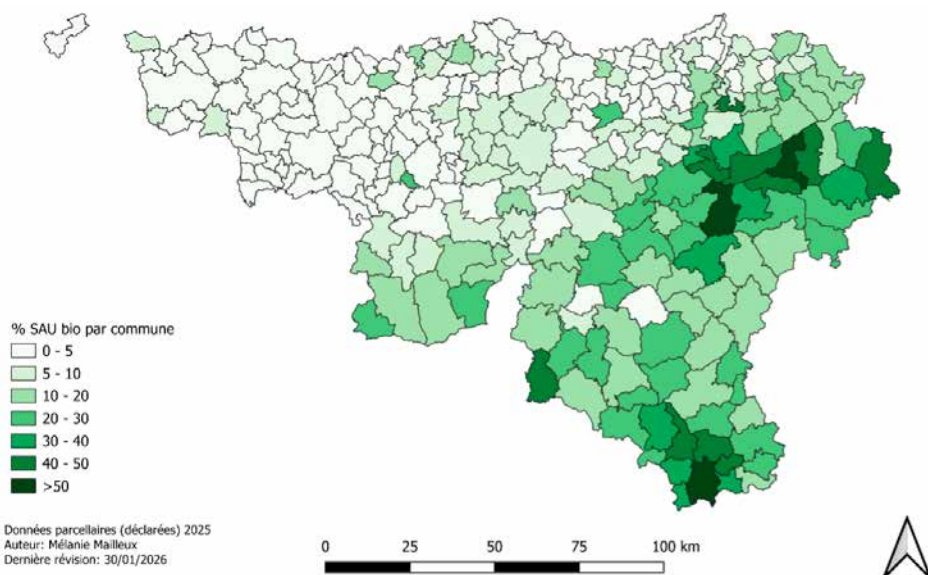 % SAU bio par commune
0 - 5
5 - 10
10 - 20
20 - 30
30 - 40
40 - 50
>50
Données parcellaires (déclarées) 2025
Auteur: Mélanie Mailleux
Dernière révision: 30/01/2026
0 25 50 75 100 km